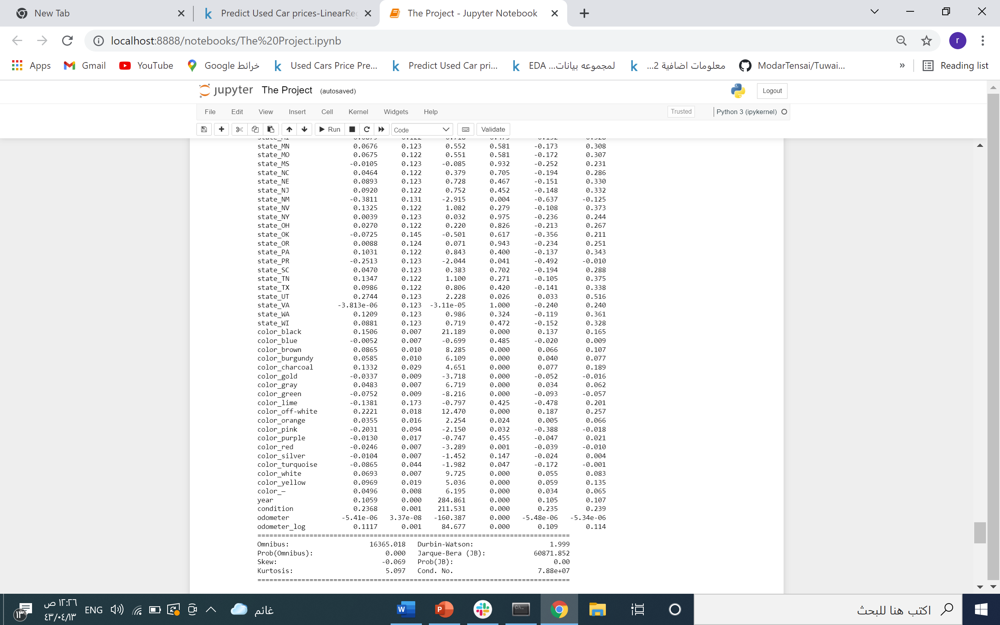 New Tab
Predict Used Car prices-LinearReg
The Project - Jupyter Notebook
localhost:8888/notebooks/The%20Project.ipynb
r
Apps
Gmail
YouTube
خرائط Google
Used Cars Price Pre...
Predict Used Car pri...
EDA ...لمجموعه بيانات
...معلومات اضافية 2
ModarTensai/Tuwai...
»
Reading list
jupyter The Project (autosaved)
Logout
File Edit View Insert Cell Kernel Widgets Help
Trusted
Python 3 (ipykernel)
Run
Code
Validate
state_MN 0.0676 0.123 0.552 0.581 -0.173 0.308
state_MO 0.0675 0.122 0.551 0.581 -0.172 0.307
state_MS -0.0105 0.123 -0.085 0.932 -0.252 0.231
state_NC 0.0464 0.122 0.379 0.705 -0.194 0.286
state_NE 0.0893 0.123 0.728 0.467 -0.151 0.330
state_NJ 0.0920 0.122 0.752 0.452 -0.148 0.332
state_NM -0.3811 0.131 -2.915 0.004 -0.637 -0.125
state_NV 0.1325 0.122 1.082 0.279 -0.108 0.373
state_NY 0.0039 0.123 0.032 0.975 -0.236 0.244
state_OH 0.0270 0.122 0.220 0.826 -0.213 0.267
state_OK -0.0725 0.145 -0.501 0.617 -0.356 0.211
state_OR 0.0088 0.124 0.071 0.943 -0.234 0.251
state_PA 0.1031 0.122 0.843 0.400 -0.137 0.343
state_PR -0.2513 0.123 -2.044 0.041 -0.492 -0.010
state_SC 0.0470 0.123 0.383 0.702 -0.194 0.288
state_TN 0.1347 0.122 1.100 0.271 -0.105 0.375
state_TX 0.0986 0.122 0.806 0.420 -0.141 0.338
state_UT 0.2744 0.123 2.228 0.026 0.033 0.516
state_VA -3.813e-06 0.123 -3.11e-05 1.000 -0.240 0.240
state_WA 0.1209 0.123 0.986 0.324 -0.119 0.361
state_WI 0.0881 0.123 0.719 0.472 -0.152 0.328
color_black 0.1506 0.007 21.189 0.000 0.137 0.165
color_blue -0.0052 0.007 -0.699 0.485 -0.020 0.009
color_brown 0.0865 0.010 8.285 0.000 0.066 0.107
color_burgundy 0.0585 0.010 6.109 0.000 0.040 0.077
color_charcoal 0.1332 0.029 4.651 0.000 0.077 0.189
color_gold -0.0337 0.009 -3.718 0.000 -0.052 -0.016
color_gray 0.0483 0.007 6.719 0.000 0.034 0.062
color_green -0.0752 0.009 -8.216 0.000 -0.093 -0.057
color_lime -0.1381 0.173 -0.797 0.425 -0.478 0.201
color_off-white 0.2221 0.018 12.470 0.000 0.187 0.257
color_orange 0.0355 0.016 2.254 0.024 0.005 0.066
color_pink -0.2031 0.094 -2.150 0.032 -0.388 -0.018
color_purple -0.0130 0.017 -0.747 0.455 -0.047 0.021
color_red -0.0246 0.007 -3.289 0.001 -0.039 -0.010
color_silver -0.0104 0.007 -1.452 0.147 -0.024 0.004
color_turquoise -0.0865 0.044 -1.982 0.047 -0.172 -0.001
color_white 0.0693 0.007 9.725 0.000 0.055 0.083
color_yellow 0.0969 0.019 5.036 0.000 0.059 0.135
color_— 0.0496 0.008 6.195 0.000 0.034 0.065
year 0.1059 0.000 284.861 0.000 0.105 0.107
condition 0.2368 0.001 211.531 0.000 0.235 0.239
odometer -5.41e-06 3.37e-08 -160.387 0.000 -5.48e-06 -5.34e-06
odometer_log 0.1117 0.001 84.677 0.000 0.109 0.114
==============================================================================
Omnibus: 16365.018 Durbin-Watson: 1.999
Prob(Omnibus): 0.000 Jarque-Bera (JB): 60871.852
Skew: -0.069 Prob(JB): 0.00
Kurtosis: 5.097 Cond. No. 7.88e+07
==============================================================================
١٣
١٢:٢٦ ص
٤٣/٠٤/١٣
ENG
غائم
اكتب هنا للبحث